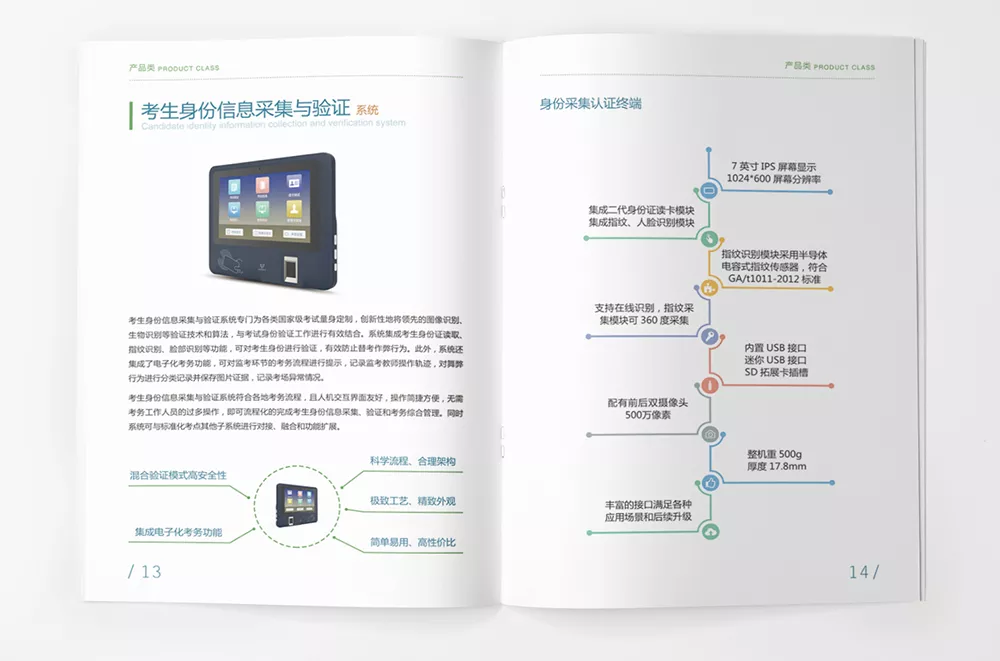 产品类 PRODUCT CLASS
考生身份信息采集与验证 系统
Candidate identity information collection and verification system
考生身份信息采集与验证系统专门为各类国家级考试量身定制，创新性地将领先的图像识别、
生物识别等验证技术和算法，与考试身份验证工作进行有效结合。系统集成考生身份证读取、
指纹识别、脸部识别等功能，可对考生身份进行验证，有效防止替考作弊行为。此外，系统还
集成了电子化考务功能，可对监考环节的考务流程进行提示，记录监考教师操作轨迹，对舞弊
行为进行分类记录并保存图片证据，记录考场异常情况。
考生身份信息采集与验证系统符合各地考务流程，且人机交互界面友好，操作简捷方便，无需
考务工作人员的过多操作，即可流程化的完成考生身份信息采集、验证和考务综合管理。同时
系统可与标准化考点其他子系统进行对接、融合和功能扩展。
混合验证模式高安全性
集成电子化考务功能
科学流程、合理架构
极致工艺、精致外观
简单易用、高性价比
/ 13
产品类 PRODUCT CLASS
身份采集认证终端
7 英寸 IPS 屏幕显示
1024*600 屏幕分辨率
集成二代身份证读卡模块
集成指纹、人脸识别模块
指纹识别模块采用半导体
电容式指纹传感器，符合
GA/t1011-2012 标准
支持在线识别，指纹采
集模块可 360 度采集
内置 USB 接口
迷你 USB 接口
SD 拓展卡插槽
配有前后双摄像头
500万像素
整机重 500g
厚度 17.8mm
丰富的接口满足各种
应用场景和后续升级
14 /